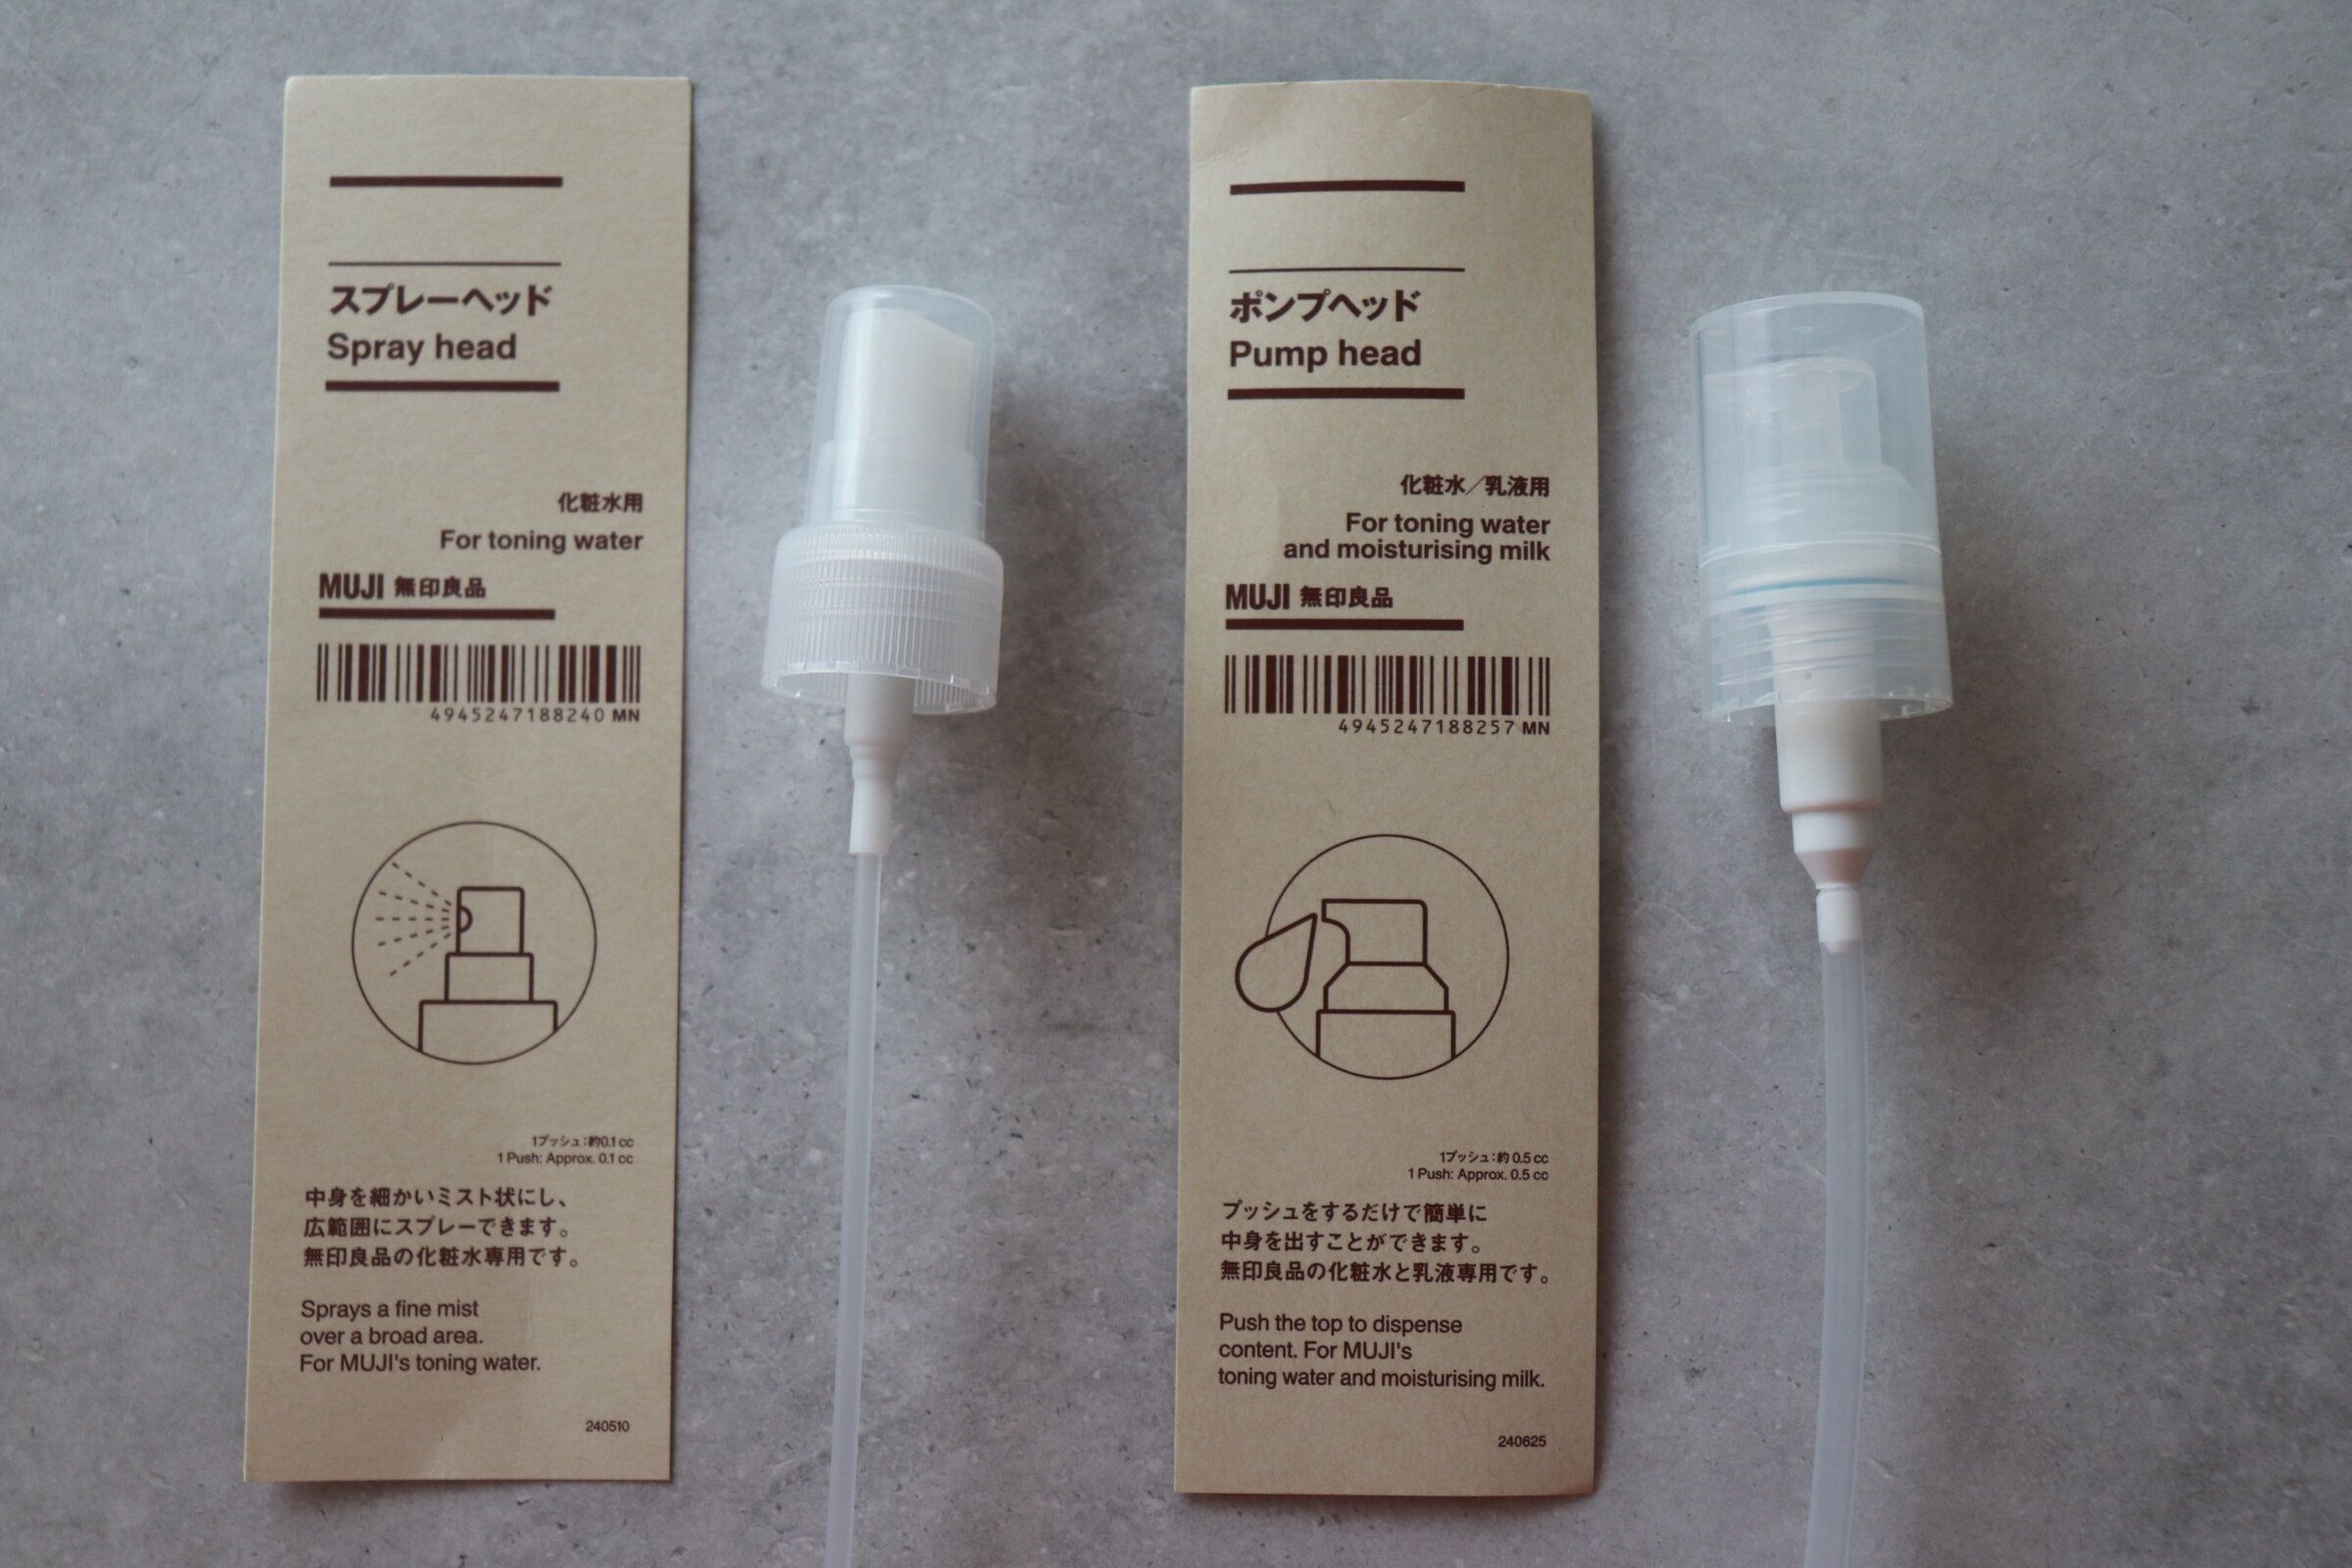 スプレーヘッド
Spray head
化粧水用
For toning water
MUJI 無印良品
4945247188240 MN
1プッシュ：約0.1 cc
1 Push: Approx. 0.1 cc
中身を細かいミスト状にし、
広範囲にスプレーできます。
無印良品の化粧水専用です。
Sprays a fine mist
over a broad area.
For MUJI's toning water.
240510
ポンプヘッド
Pump head
化粧水／乳液用
For toning water
and moisturising milk
MUJI 無印良品
4945247188257 MN
1プッシュ：約 0.5 cc
1 Push: Approx. 0.5 cc
プッシュをするだけで簡単に
中身を出すことができます。
無印良品の化粧水と乳液専用です。
Push the top to dispense
content. For MUJI's
toning water and moisturising milk.
240625